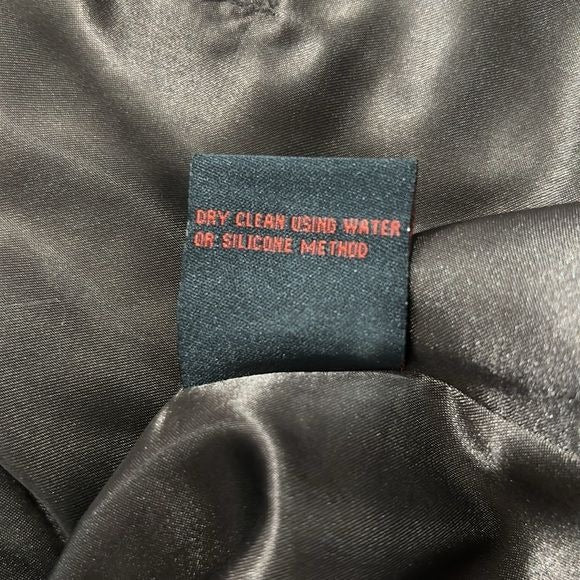 DRY CLEAN USING WATER
OR SILICONE METHOD